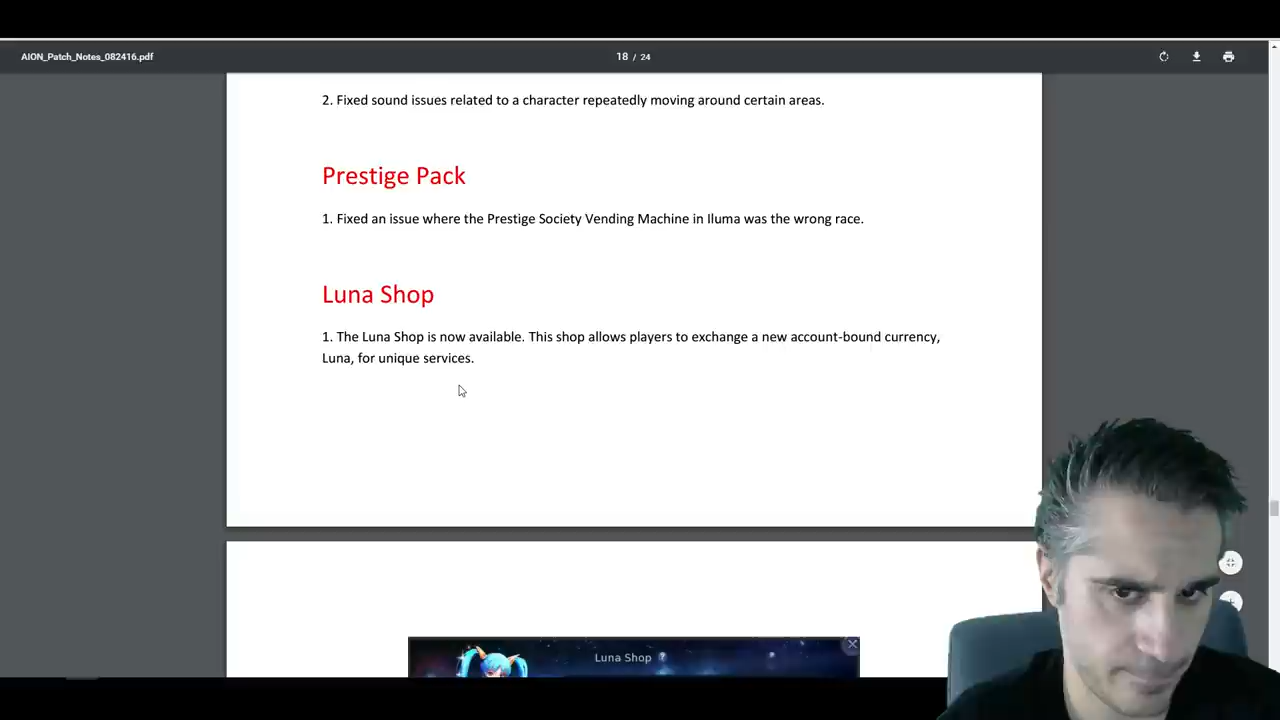 AION_Patch_Notes_082416.pdf
18 / 24
2. Fixed sound issues related to a character repeatedly moving around certain areas.
Prestige Pack
1. Fixed an issue where the Prestige Society Vending Machine in Iluma was the wrong race.
Luna Shop
1. The Luna Shop is now available. This shop allows players to exchange a new account-bound currency,
Luna, for unique services.
Luna Shop ?